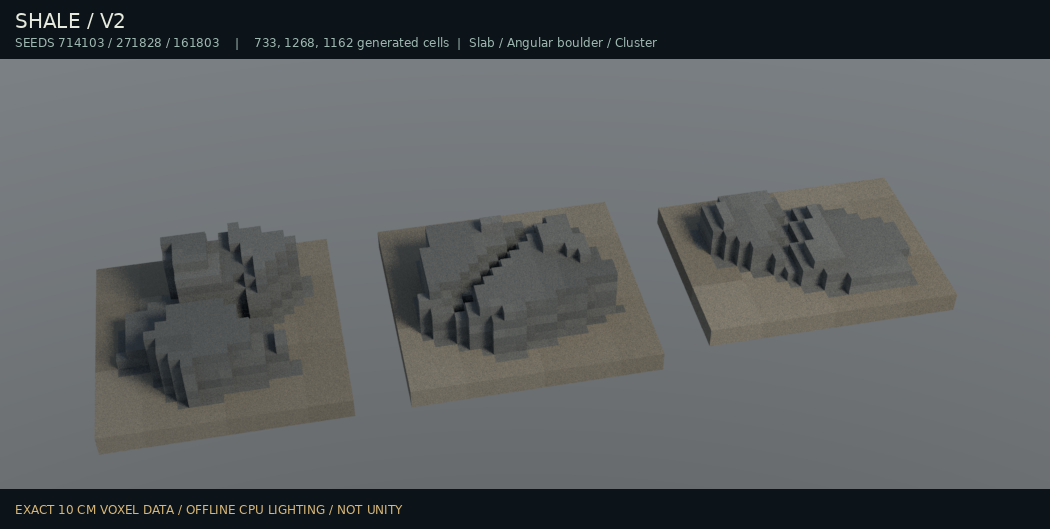 SHALE / V2
SEEDS 714103 / 271828 / 161803 | 733, 1268, 1162 generated cells | Slab / Angular boulder / Cluster
EXACT 10 CM VOXEL DATA / OFFLINE CPU LIGHTING / NOT UNITY